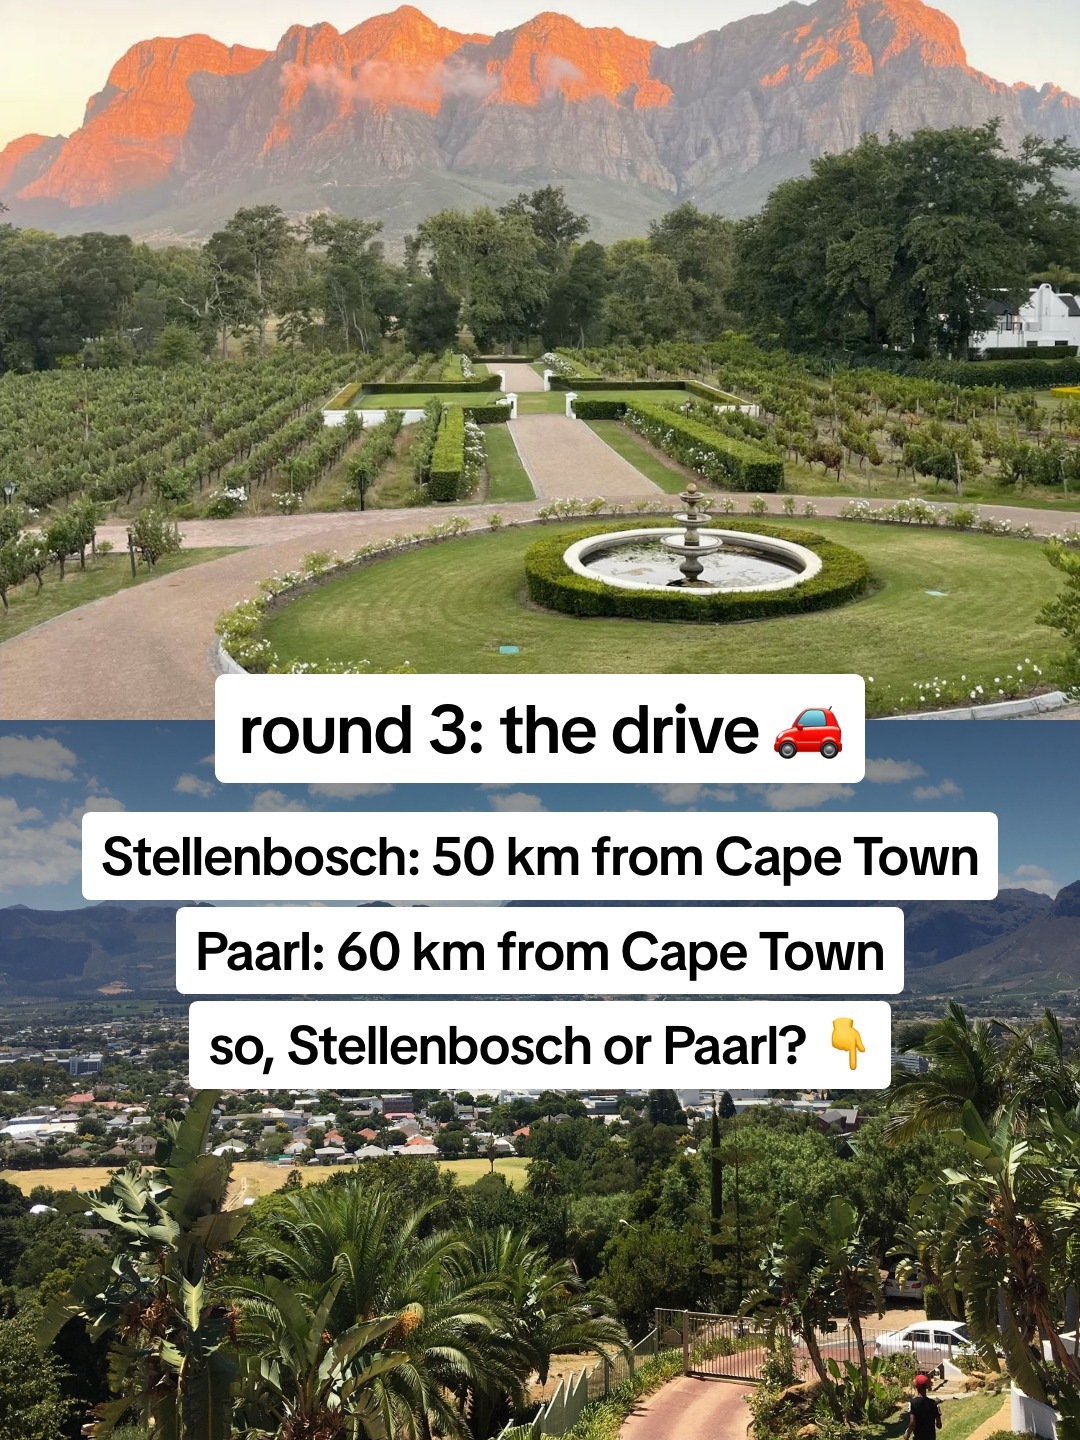 round 3: the drive 🚗
Stellenbosch: 50 km from Cape Town
Paarl: 60 km from Cape Town
so, Stellenbosch or Paarl? 👇